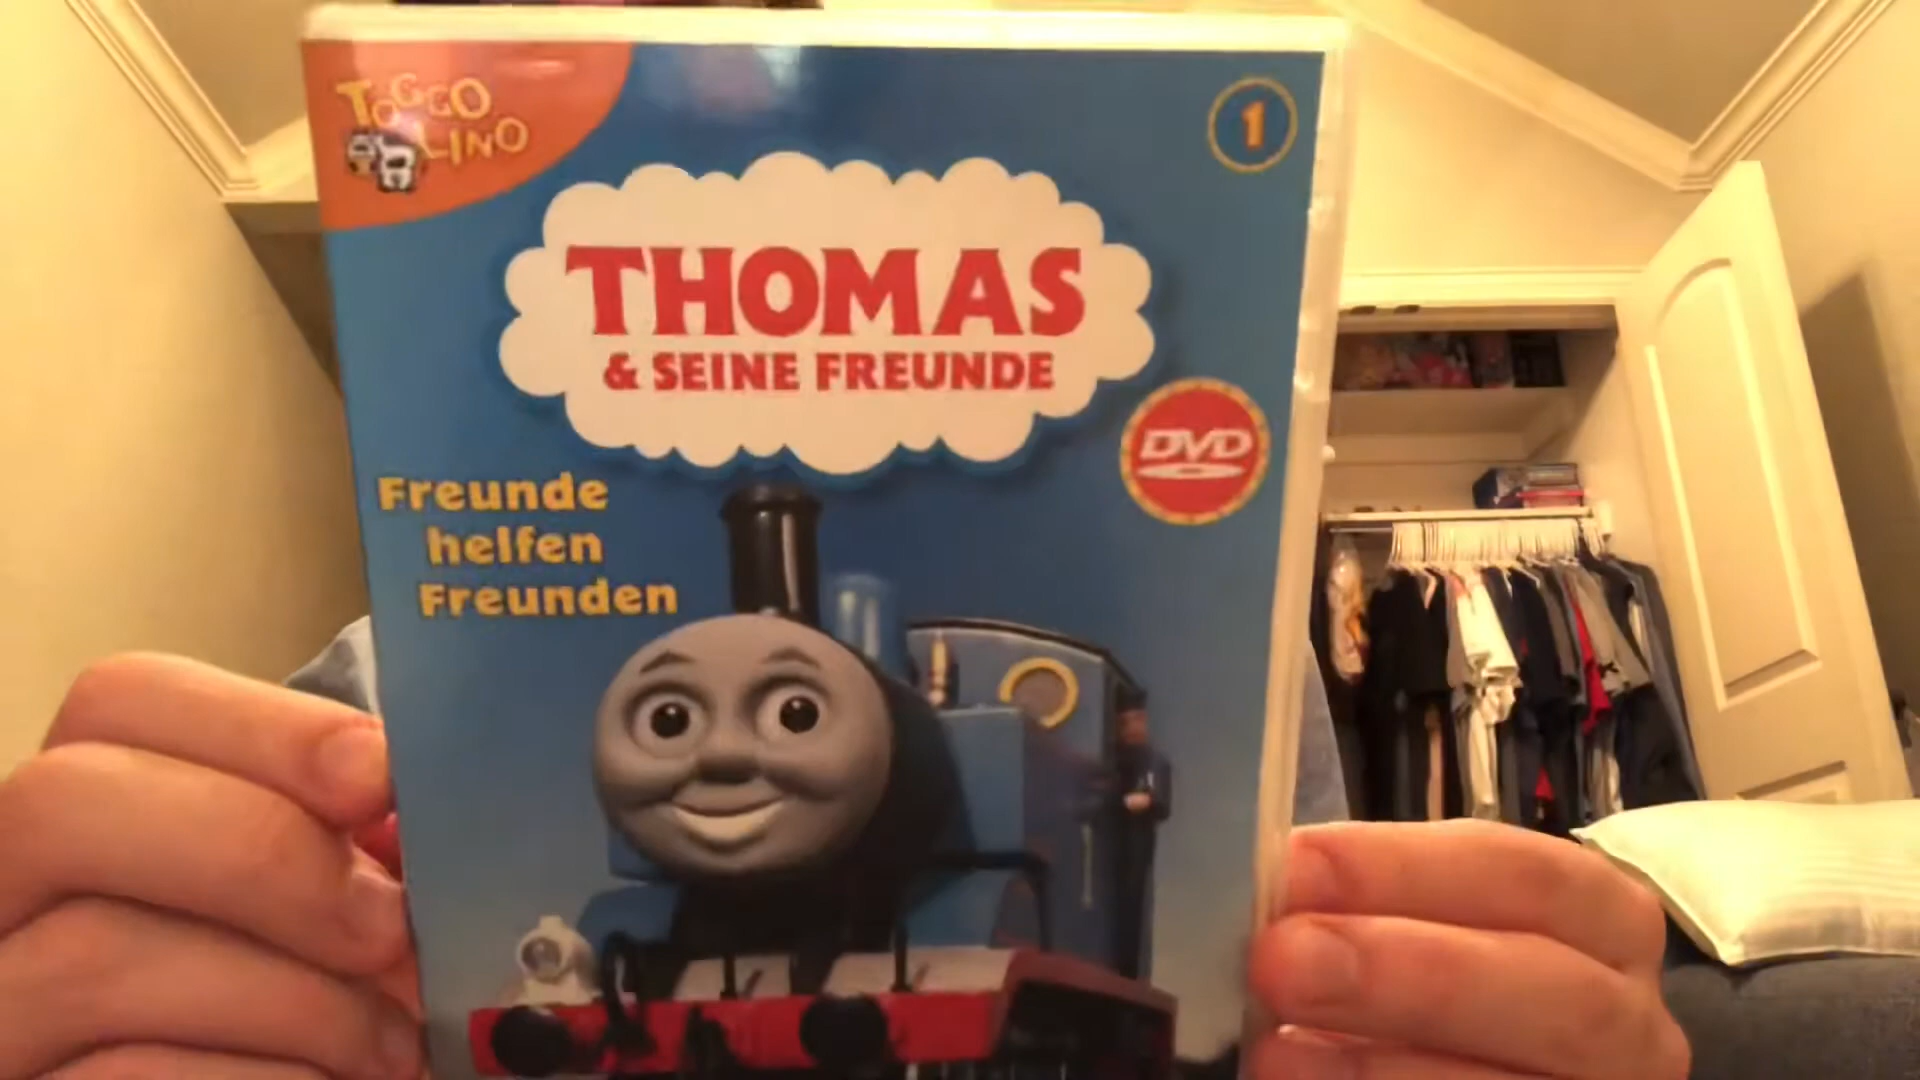 TOGGO
LINO
1
THOMAS
& SEINE FREUNDE
DVD
Freunde
helfen
Freunden